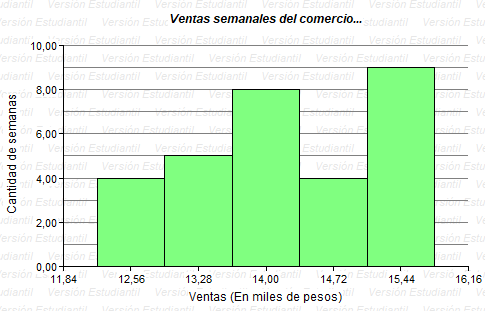 Ventas semanales del comercio...
Cantidad de semanas
10,00
8,00
6,00
4,00
2,00
0,00
11,84 12,56 13,28 14,00 14,72 15,44 16,16
Ventas (En miles de pesos)
Versión Estudiantil